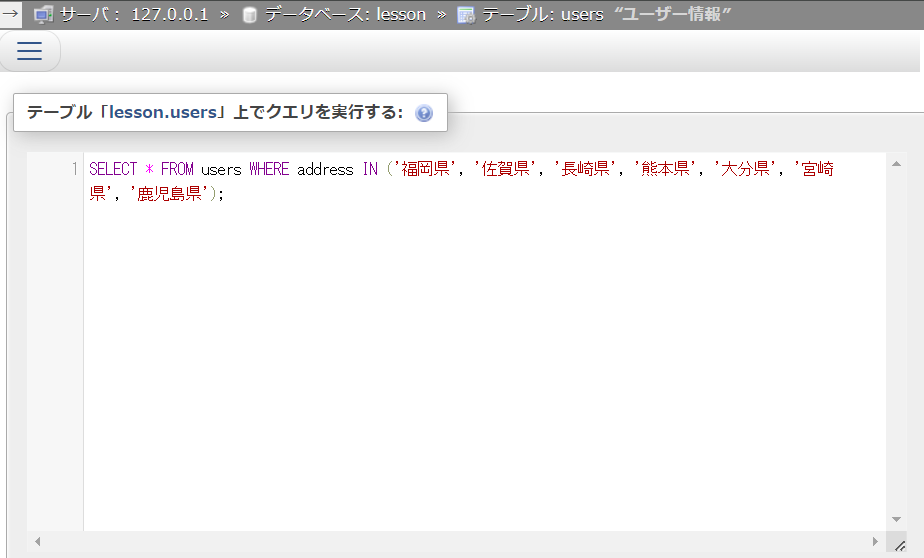 → サーバ: 127.0.0.1 » データベース: lesson » テーブル: users “ユーザー情報”
テーブル「lesson.users」上でクエリを実行する:
1 SELECT * FROM users WHERE address IN ('福岡県', '佐賀県', '長崎県', '熊本県', '大分県', '宮崎
県', '鹿児島県');